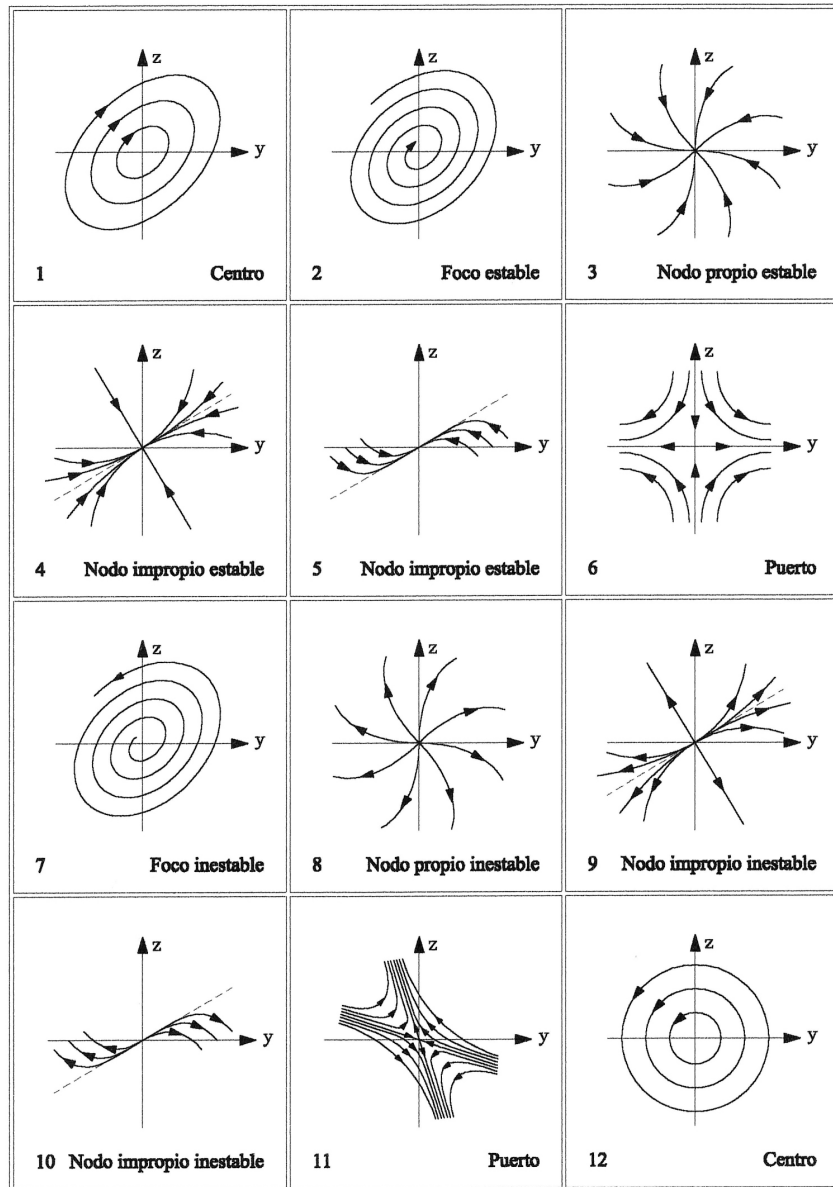 z
y
1 Centro
z
y
2 Foco estable
z
y
3 Nodo propio estable
z
y
4 Nodo impropio estable
z
y
5 Nodo impropio estable
z
y
6 Puerto
z
y
7 Foco inestable
z
y
8 Nodo propio inestable
z
y
9 Nodo impropio inestable
z
y
10 Nodo impropio inestable
z
y
11 Puerto
z
y
12 Centro